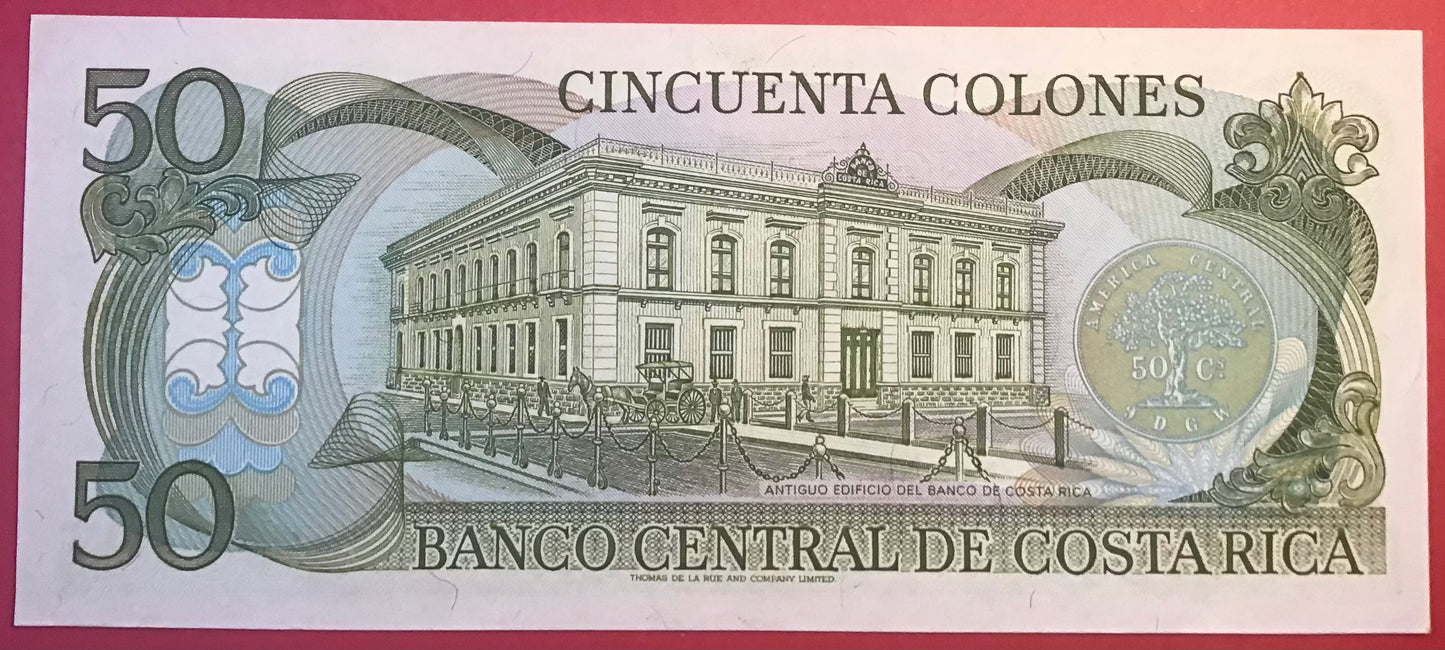 50
CINCUENTA COLONES
BANCO
DE
COSTA RICA
AMERICA CENTRAL
50 Cs
G W
ANTIGUO EDIFICIO DEL BANCO DE COSTA RICA
50
BANCO CENTRAL DE COSTA RICA
THOMAS DE LA RUE AND COMPANY LIMITED.